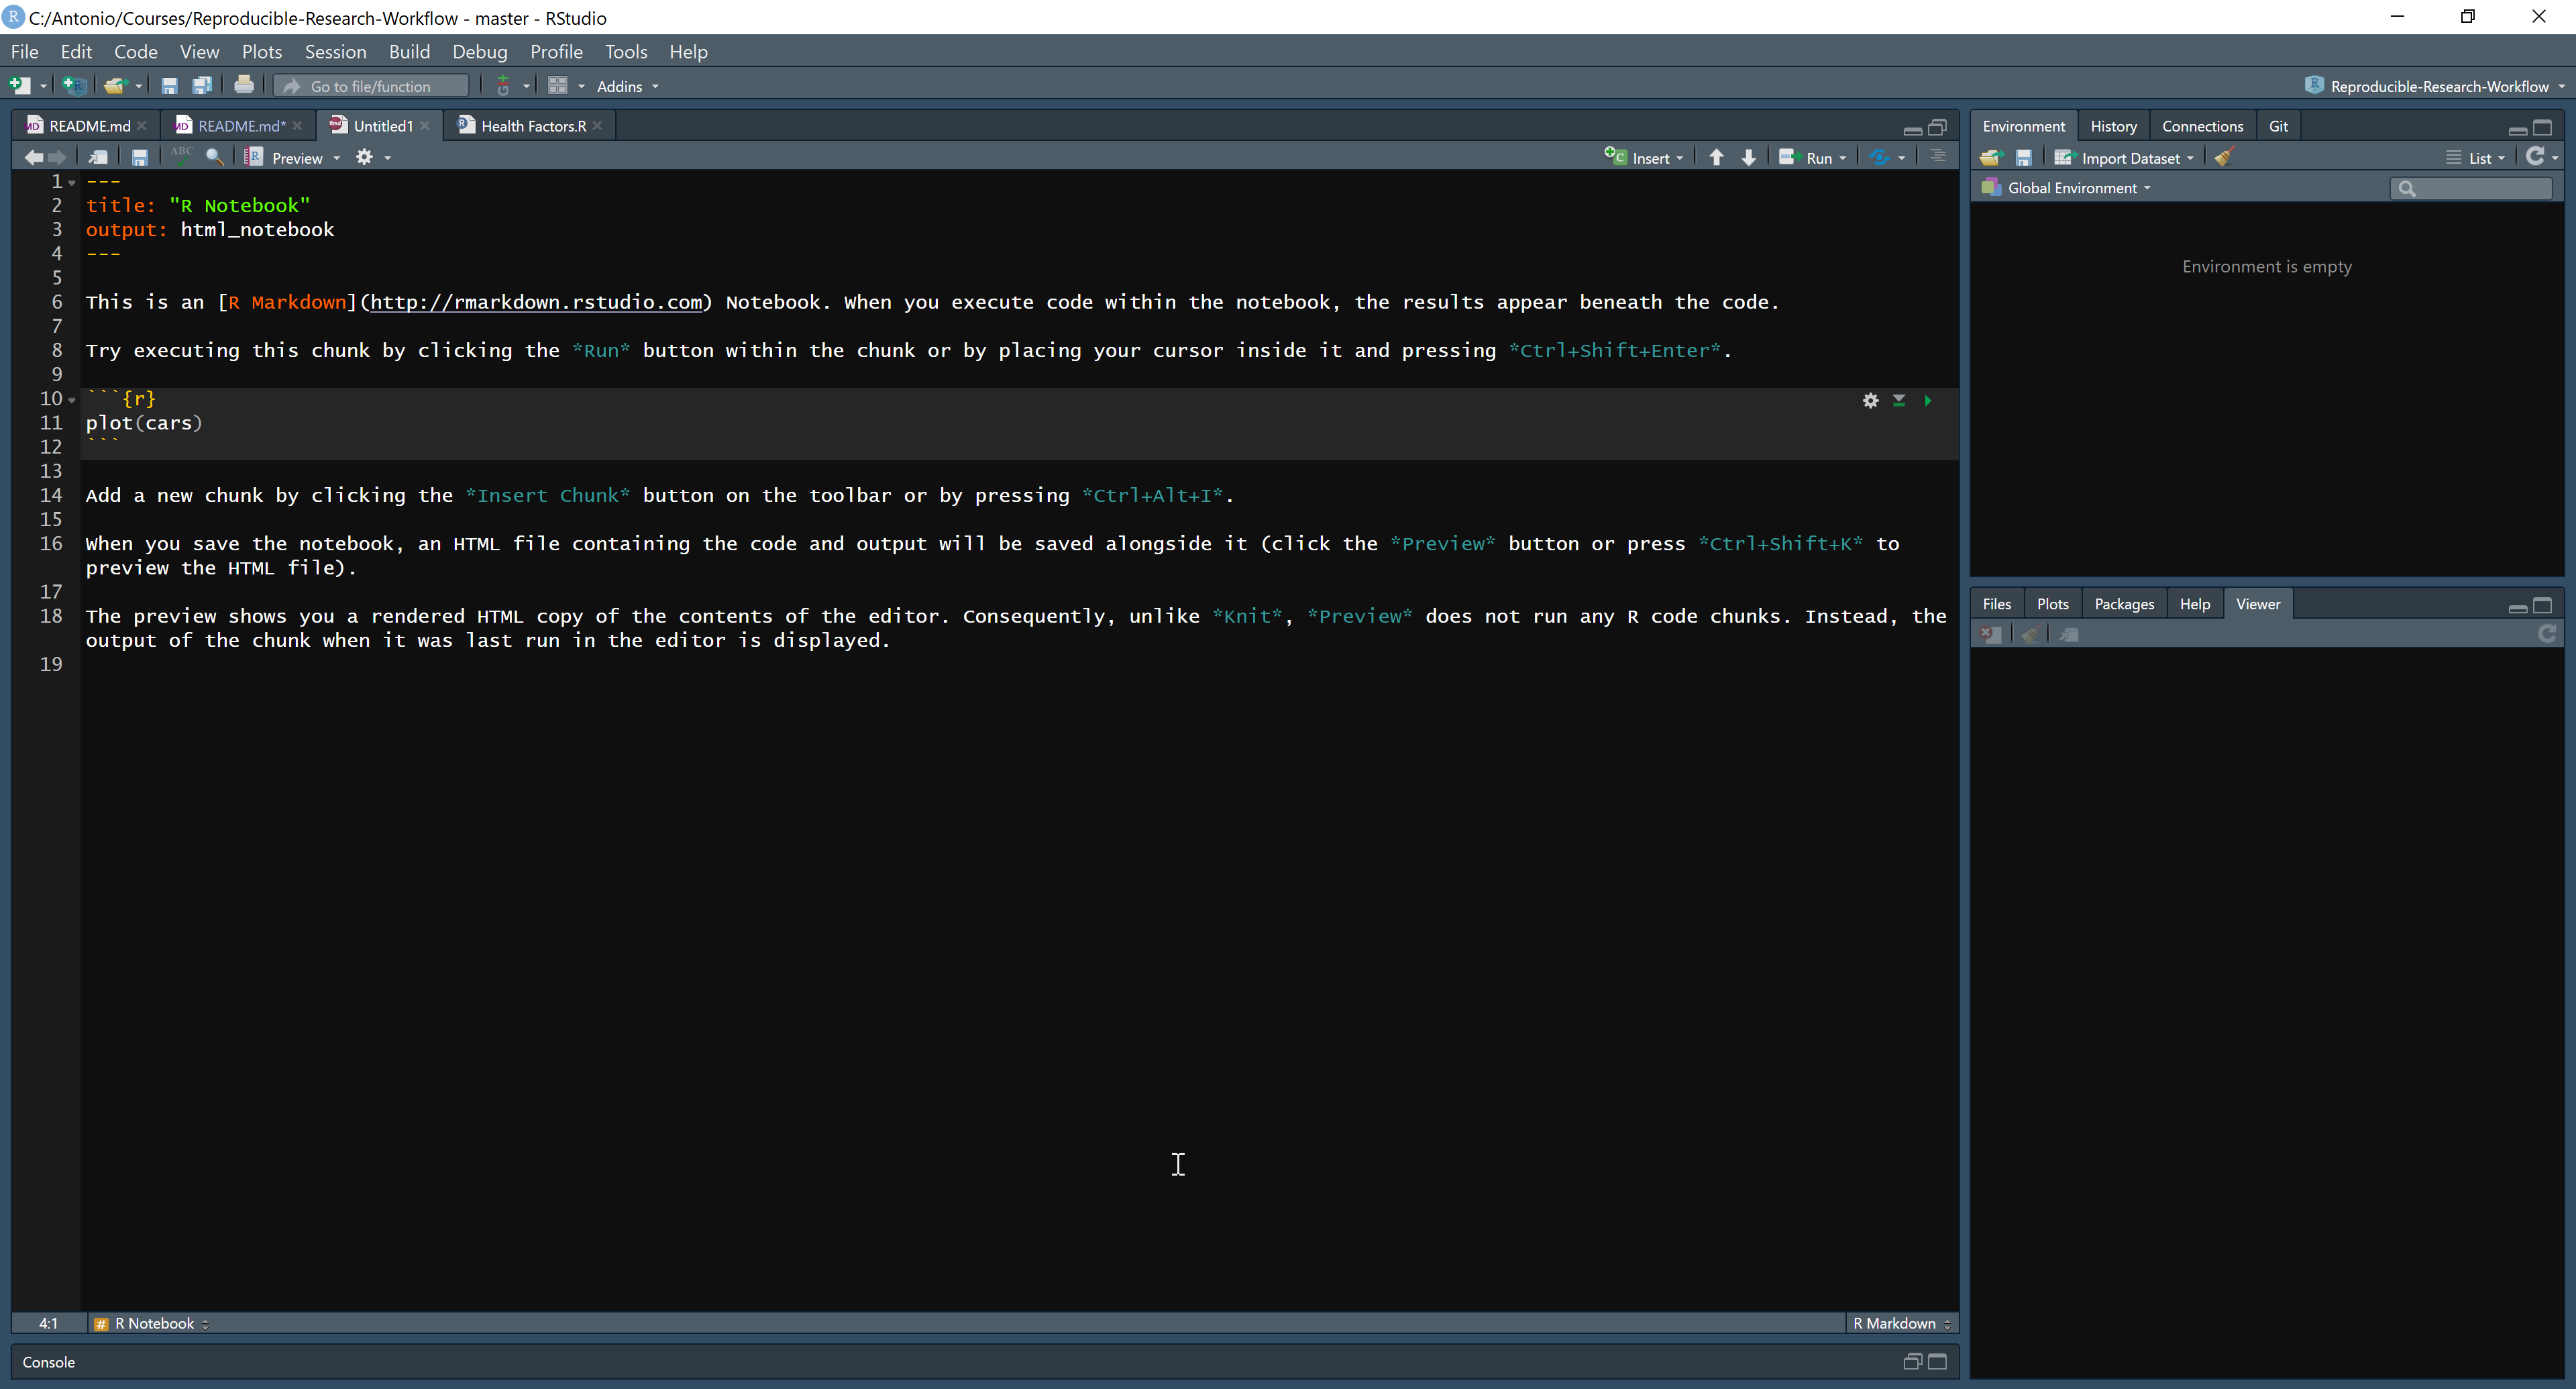 C:/Antonio/Courses/Reproducible-Research-Workflow - master - RStudio
File Edit Code View Plots Session Build Debug Profile Tools Help
Go to file/function Addins Reproducible-Research-Workflow
README.md README.md* Untitled1 Health Factors.R
ABC Preview Insert Run
1 ---
2 title: "R Notebook"
3 output: html_notebook
4 ---
5
6 This is an [R Markdown](http://rmarkdown.rstudio.com) Notebook. When you execute code within the notebook, the results appear beneath the code.
7
8 Try executing this chunk by clicking the *Run* button within the chunk or by placing your cursor inside it and pressing *Ctrl+Shift+Enter*.
9
10 ```{r}
11 plot(cars)
12 ```
13
14 Add a new chunk by clicking the *Insert Chunk* button on the toolbar or by pressing *Ctrl+Alt+I*.
15
16 When you save the notebook, an HTML file containing the code and output will be saved alongside it (click the *Preview* button or press *Ctrl+Shift+K* to
preview the HTML file).
17
18 The preview shows you a rendered HTML copy of the contents of the editor. Consequently, unlike *Knit*, *Preview* does not run any R code chunks. Instead, the
output of the chunk when it was last run in the editor is displayed.
19
4:1 # R Notebook R Markdown
Console
Environment History Connections Git
Import Dataset List
Global Environment
Environment is empty
Files Plots Packages Help Viewer